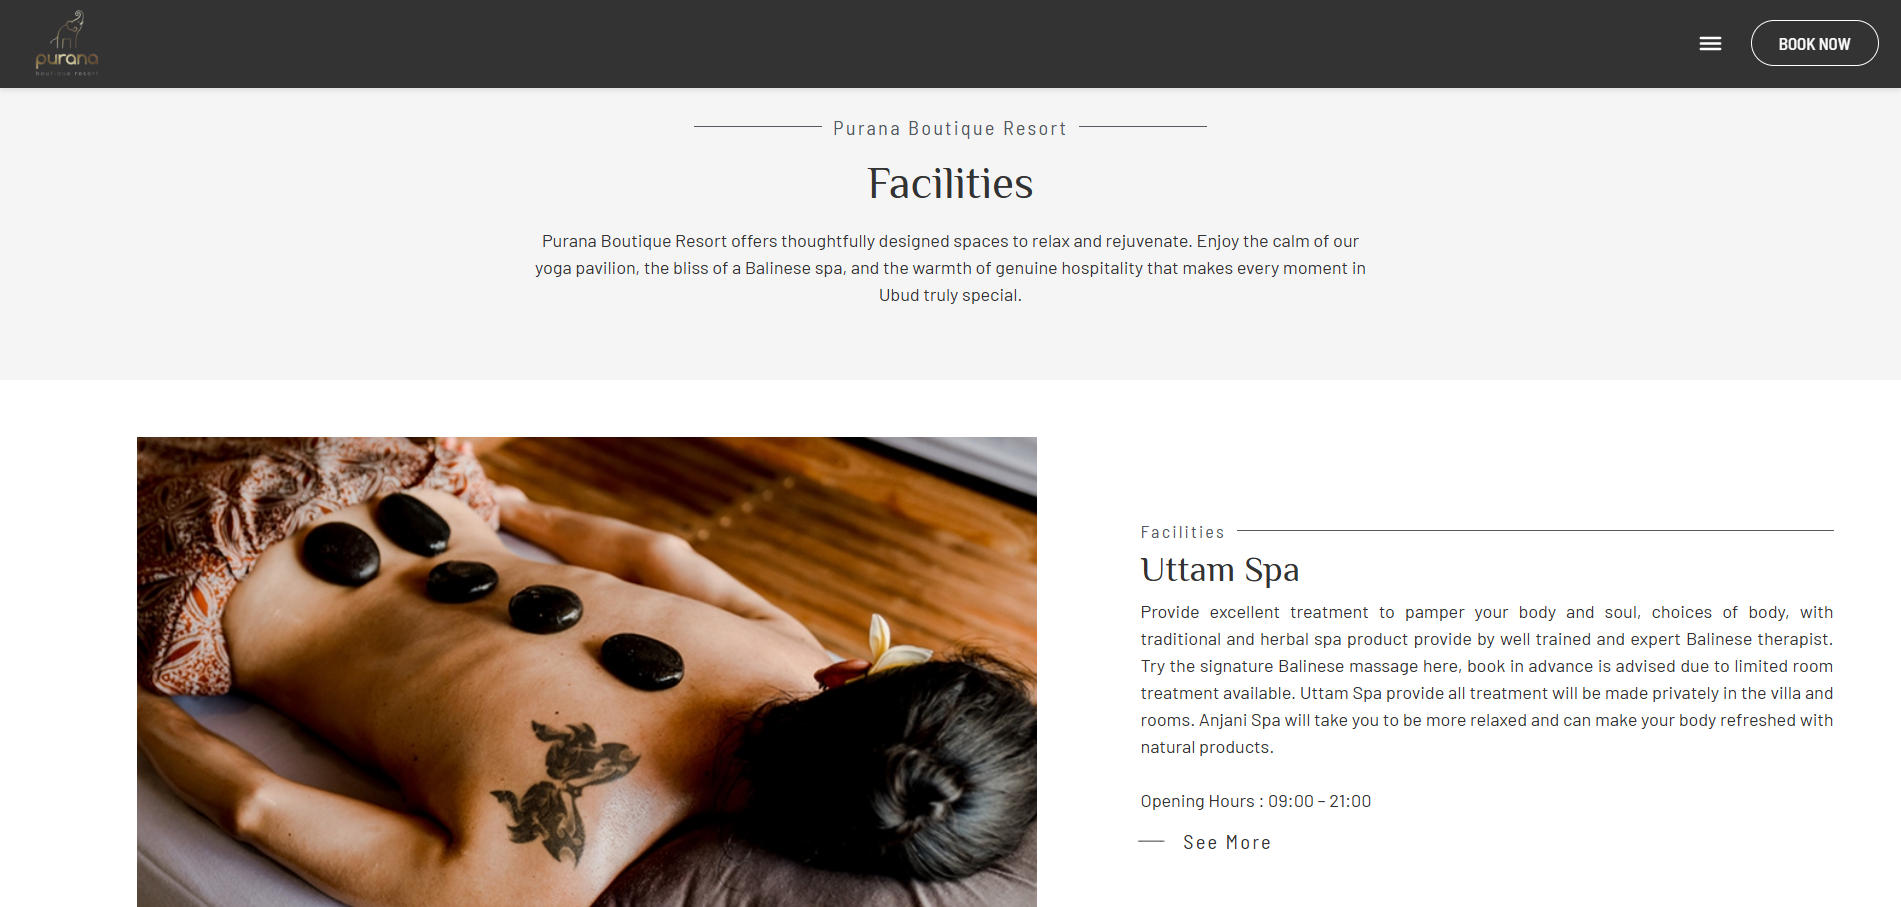 purana
boutique resort
BOOK NOW
Purana Boutique Resort
Facilities
Purana Boutique Resort offers thoughtfully designed spaces to relax and rejuvenate. Enjoy the calm of our
yoga pavilion, the bliss of a Balinese spa, and the warmth of genuine hospitality that makes every moment in
Ubud truly special.
Facilities
Uttam Spa
Provide excellent treatment to pamper your body and soul, choices of body, with
traditional and herbal spa product provide by well trained and expert Balinese therapist.
Try the signature Balinese massage here, book in advance is advised due to limited room
treatment available. Uttam Spa provide all treatment will be made privately in the villa and
rooms. Anjani Spa will take you to be more relaxed and can make your body refreshed with
natural products.
Opening Hours : 09:00 – 21:00
See More